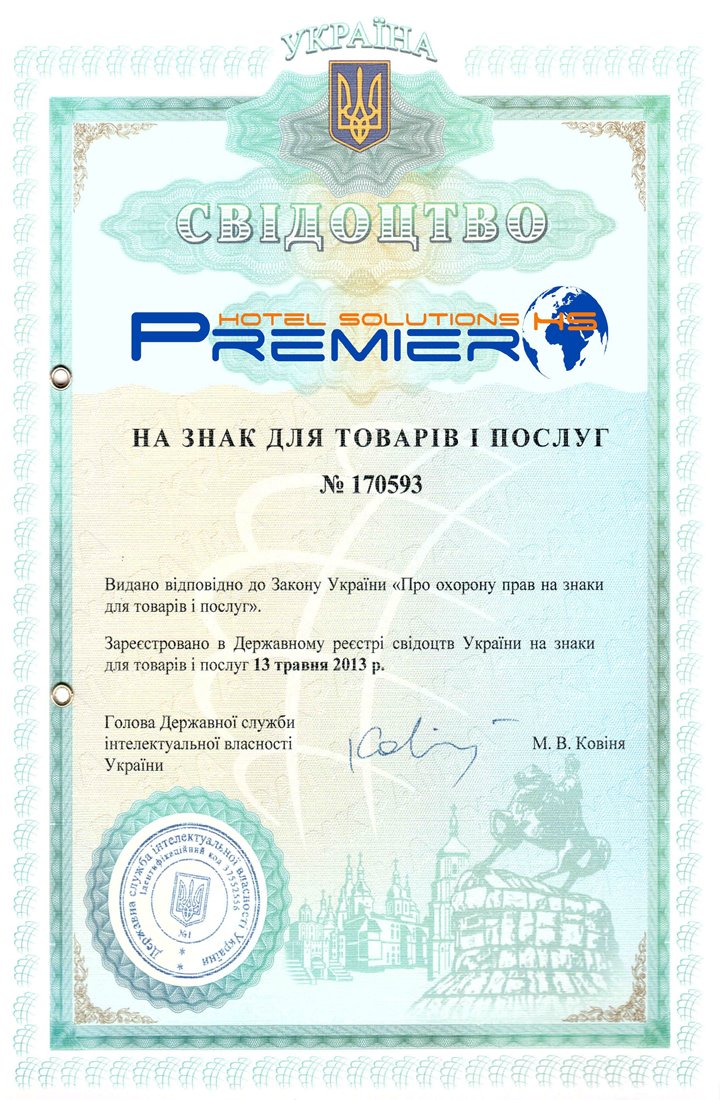 УКРАЇНА
СВІДОЦТВО
HOTEL SOLUTIONS HS
PREMIER
НА ЗНАК ДЛЯ ТОВАРІВ І ПОСЛУГ
№ 170593
Видано відповідно до Закону України «Про охорону прав на знаки
для товарів і послуг».
Зареєстровано в Державному реєстрі свідоцтв України на знаки
для товарів і послуг 13 травня 2013 р.
Голова Державної служби
інтелектуальної власності
України
М. В. Ковіня
Державна служба інтелектуальної власності України
Ідентифікаційний код 37552556
№1